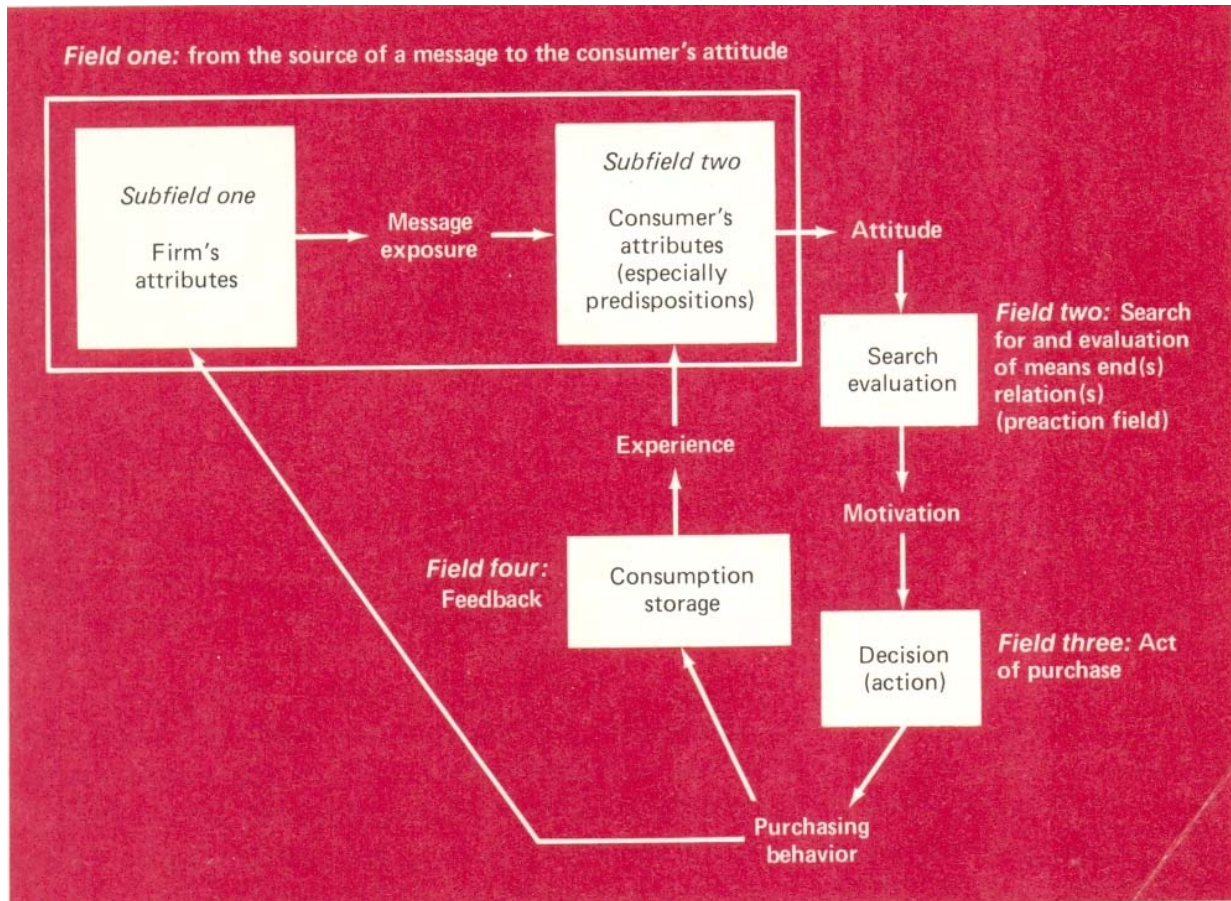 Field one: from the source of a message to the consumer's attitude
Subfield one
Firm's
attributes
Message
exposure
Subfield two
Consumer's
attributes
(especially
predispositions)
Attitude
Search
evaluation
Field two: Search
for and evaluation
of means end(s)
relation(s)
(preaction field)
Experience
Motivation
Field four:
Feedback
Consumption
storage
Decision
(action)
Field three: Act
of purchase
Purchasing
behavior